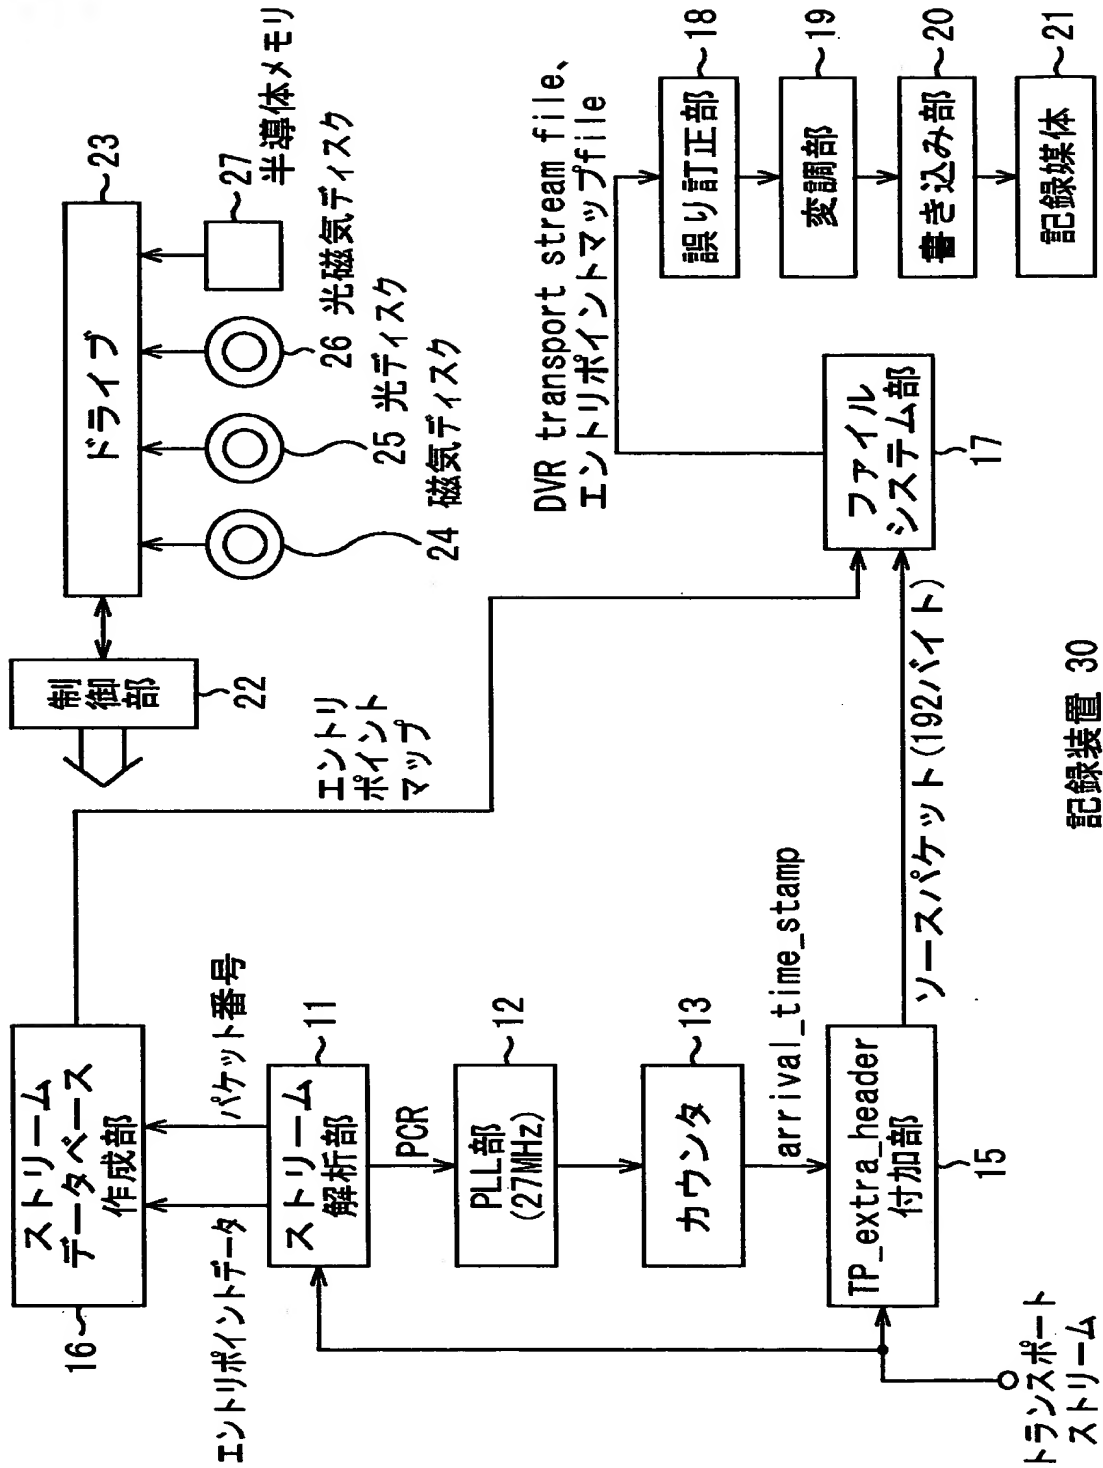 ストリーム
データベース
作成部
16
エントリポイントデータ
パケット番号
ストリーム
解析部
11
PCR
PLL部
(27MHz)
12
カウンタ
13
arrival_time_stamp
TP_extra_header
付加部
15
トランスポート
ストリーム
ソースパケット(192バイト)
エントリ
ポイント
マップ
制御部
22
ドライブ
23
24 磁気ディスク
25 光ディスク
26 光磁気ディスク
27
半導体メモリ
ファイル
システム部
17
DVR transport stream file、
エントリポイントマップfile
誤り訂正部
18
変調部
19
書き込み部
20
記録媒体
21
記録装置 30